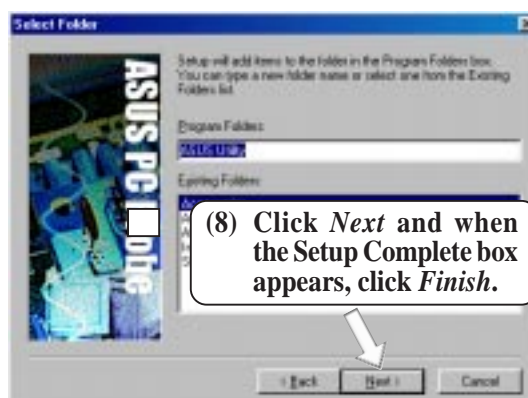 Select Folder
Setup will add items to the folder in the Program Folders box.
You can type a new folder name or select one from the Existing
Folders list.
ASUS PC Probe
Program Folders:
ASUS Utility
Existing Folders:
(8) Click Next and when
the Setup Complete box
appears, click Finish.
< Back
Next >
Cancel